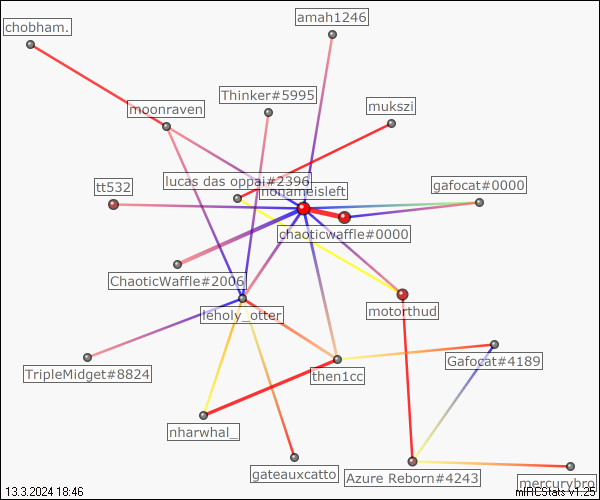 amah1246
chobham.
Thinker#5995
mukszi
moonraven
lucas das oppai#2396
tt532
nonameisleft
gafocat#0000
chaoticwaffle#0000
ChaoticWaffle#2006
leholy_otter
motorthud
Gafocat#4189
TripleMidget#8824
then1cc
nharwhal_
gateauxcatto
Azure Reborn#4243
mercurybro
13.3.2024 18:46
mIRCStats v1.25